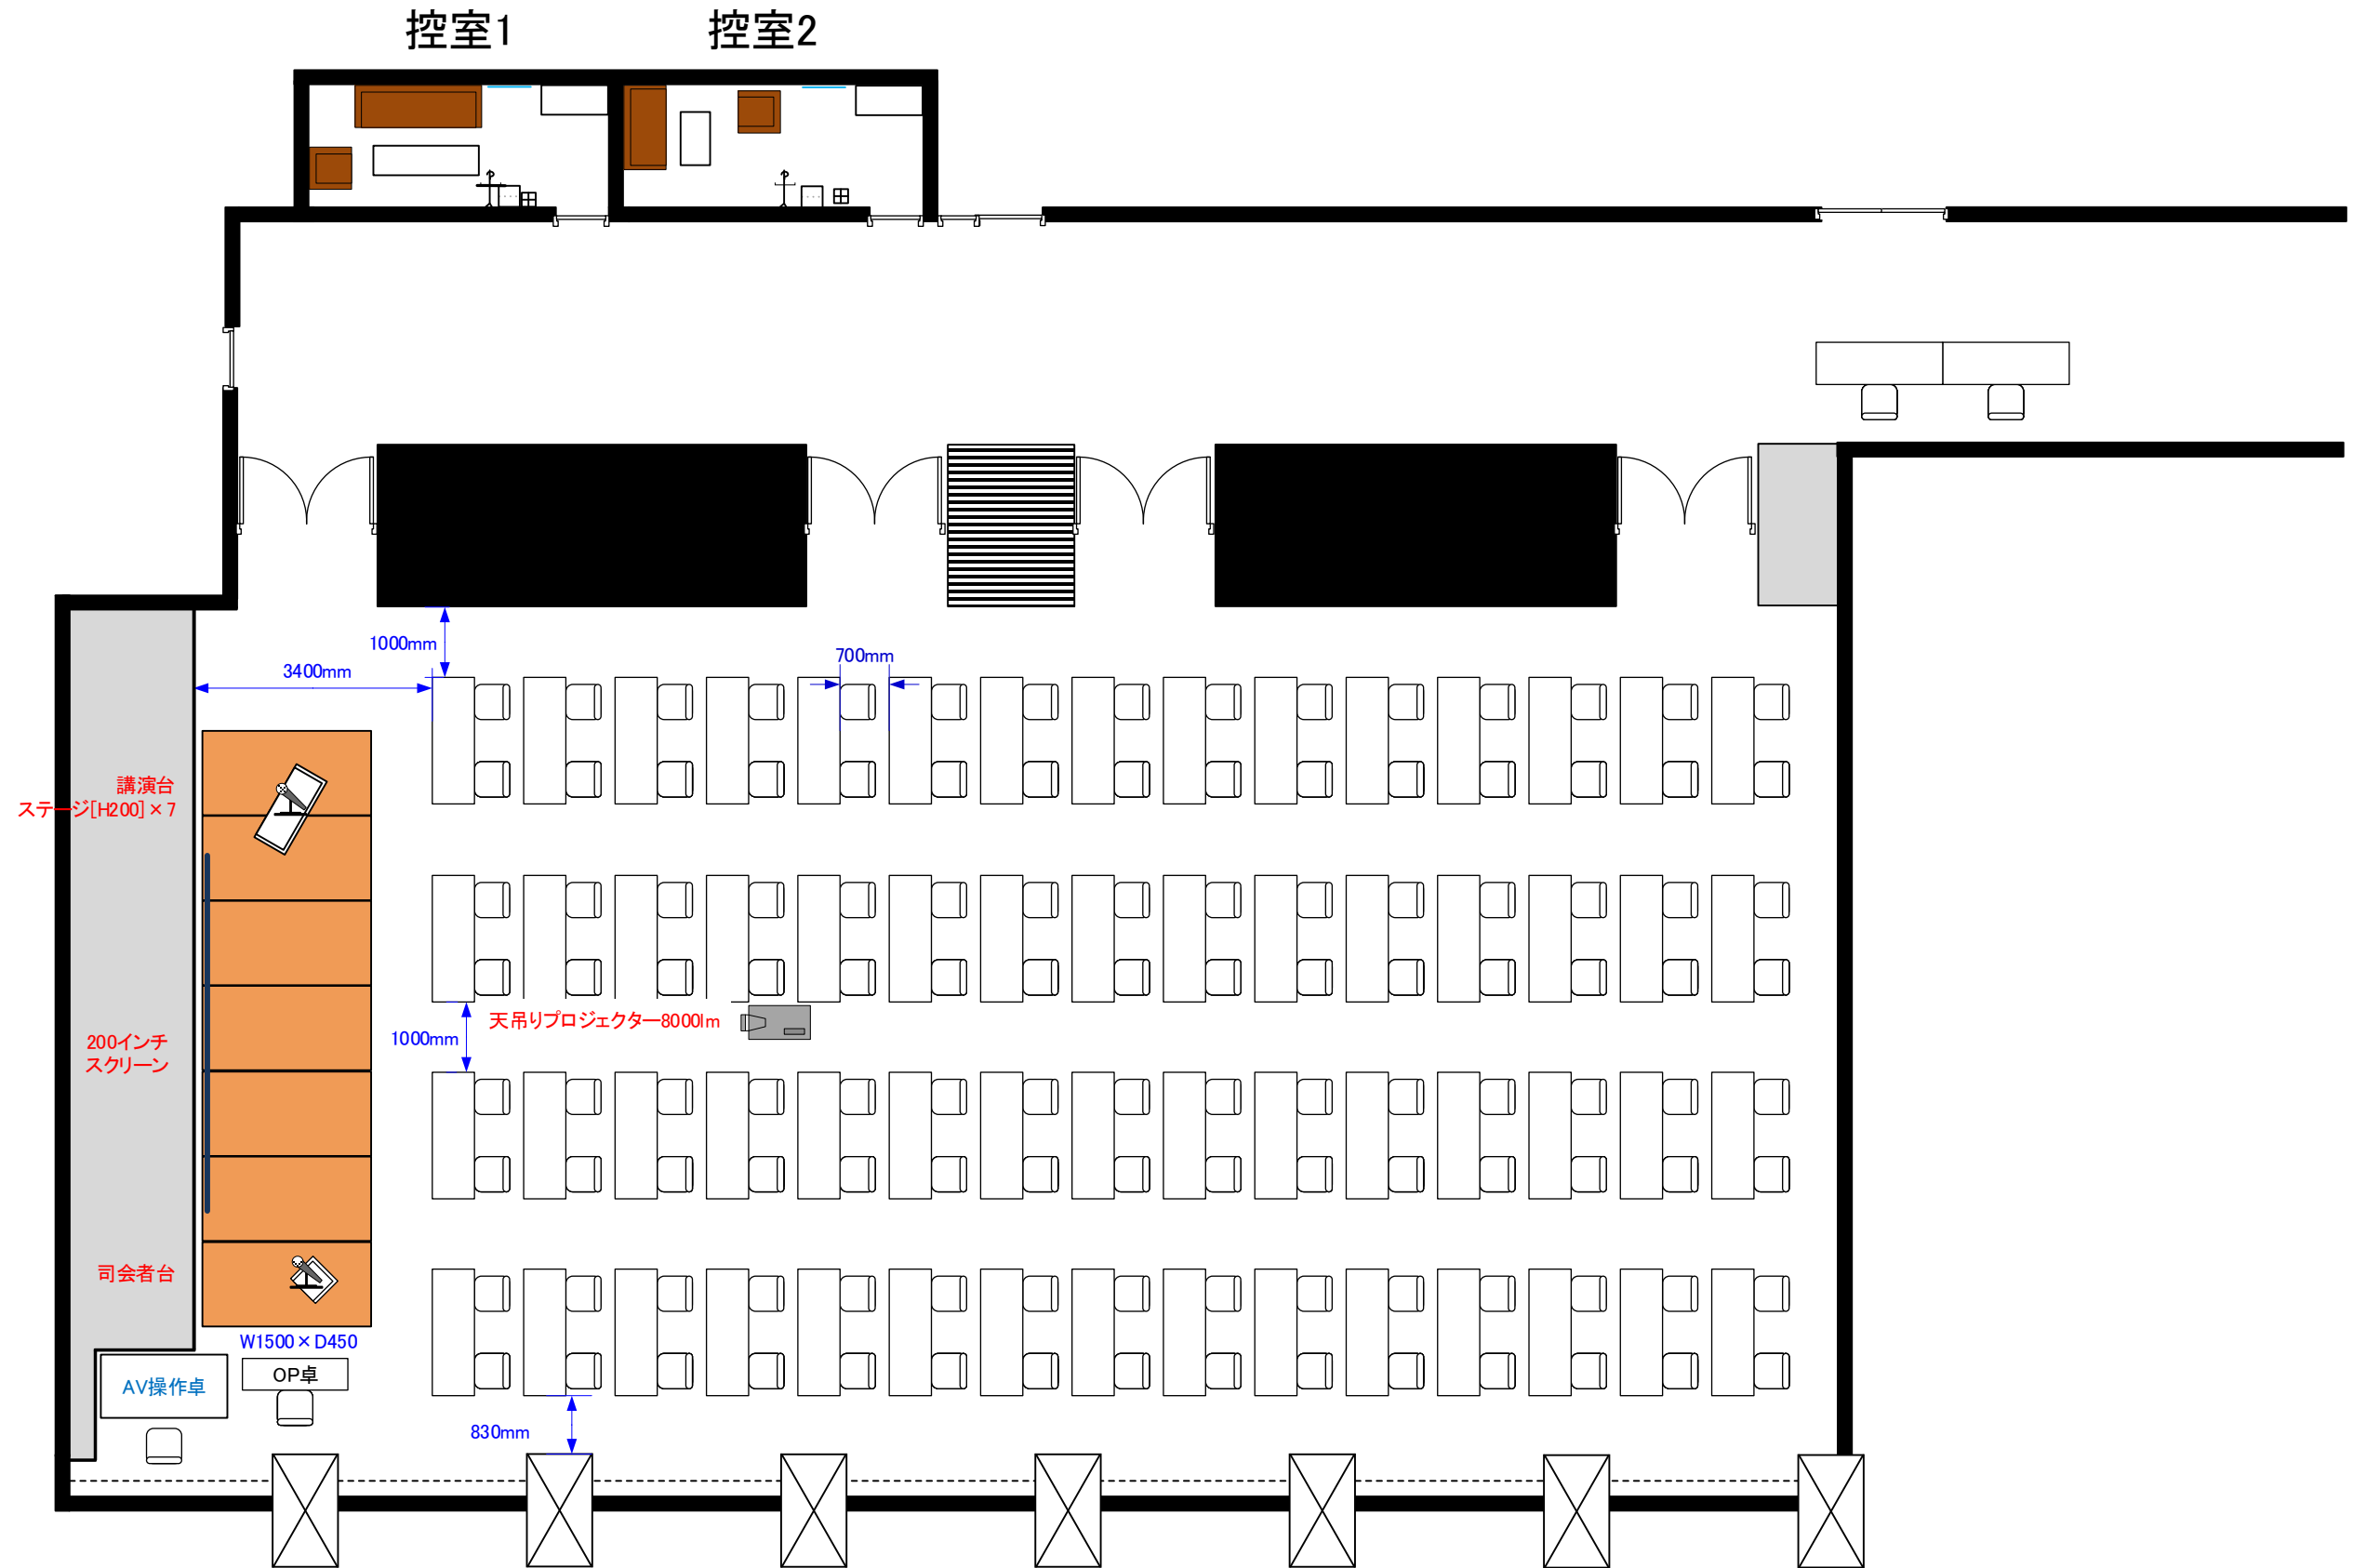 控室1
控室2
1000mm
700mm
3400mm
講演台
ステージ[H200]×7
天吊りプロジェクター8000lm
1000mm
200インチ
スクリーン
司会者台
W1500×D450
OP卓
AV操作卓
830mm